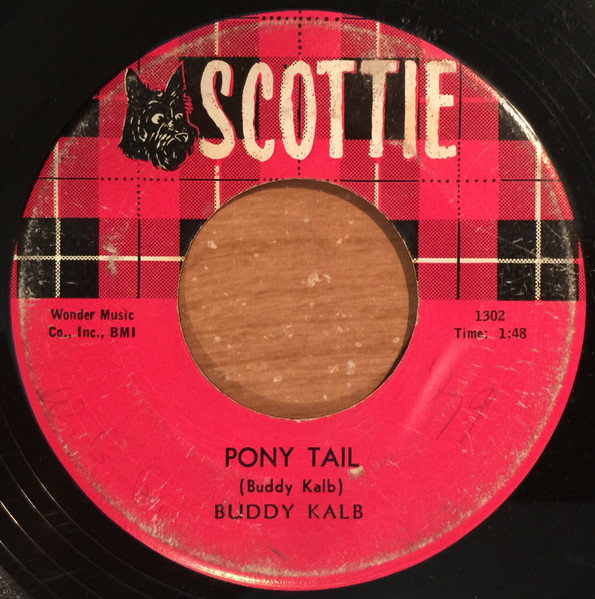 SCOTTIE
Wonder Music
Co., Inc., BMI
1302
Time: 1:48
PONY TAIL
(Buddy Kalb)
BUDDY KALB